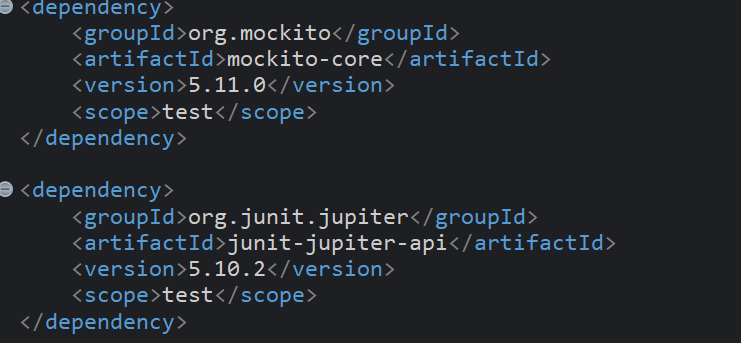 <dependency>
<groupId>org.mockito</groupId>
<artifactId>mockito-core</artifactId>
<version>5.11.0</version>
<scope>test</scope>
</dependency>
<dependency>
<groupId>org.junit.jupiter</groupId>
<artifactId>junit-jupiter-api</artifactId>
<version>5.10.2</version>
<scope>test</scope>
</dependency>